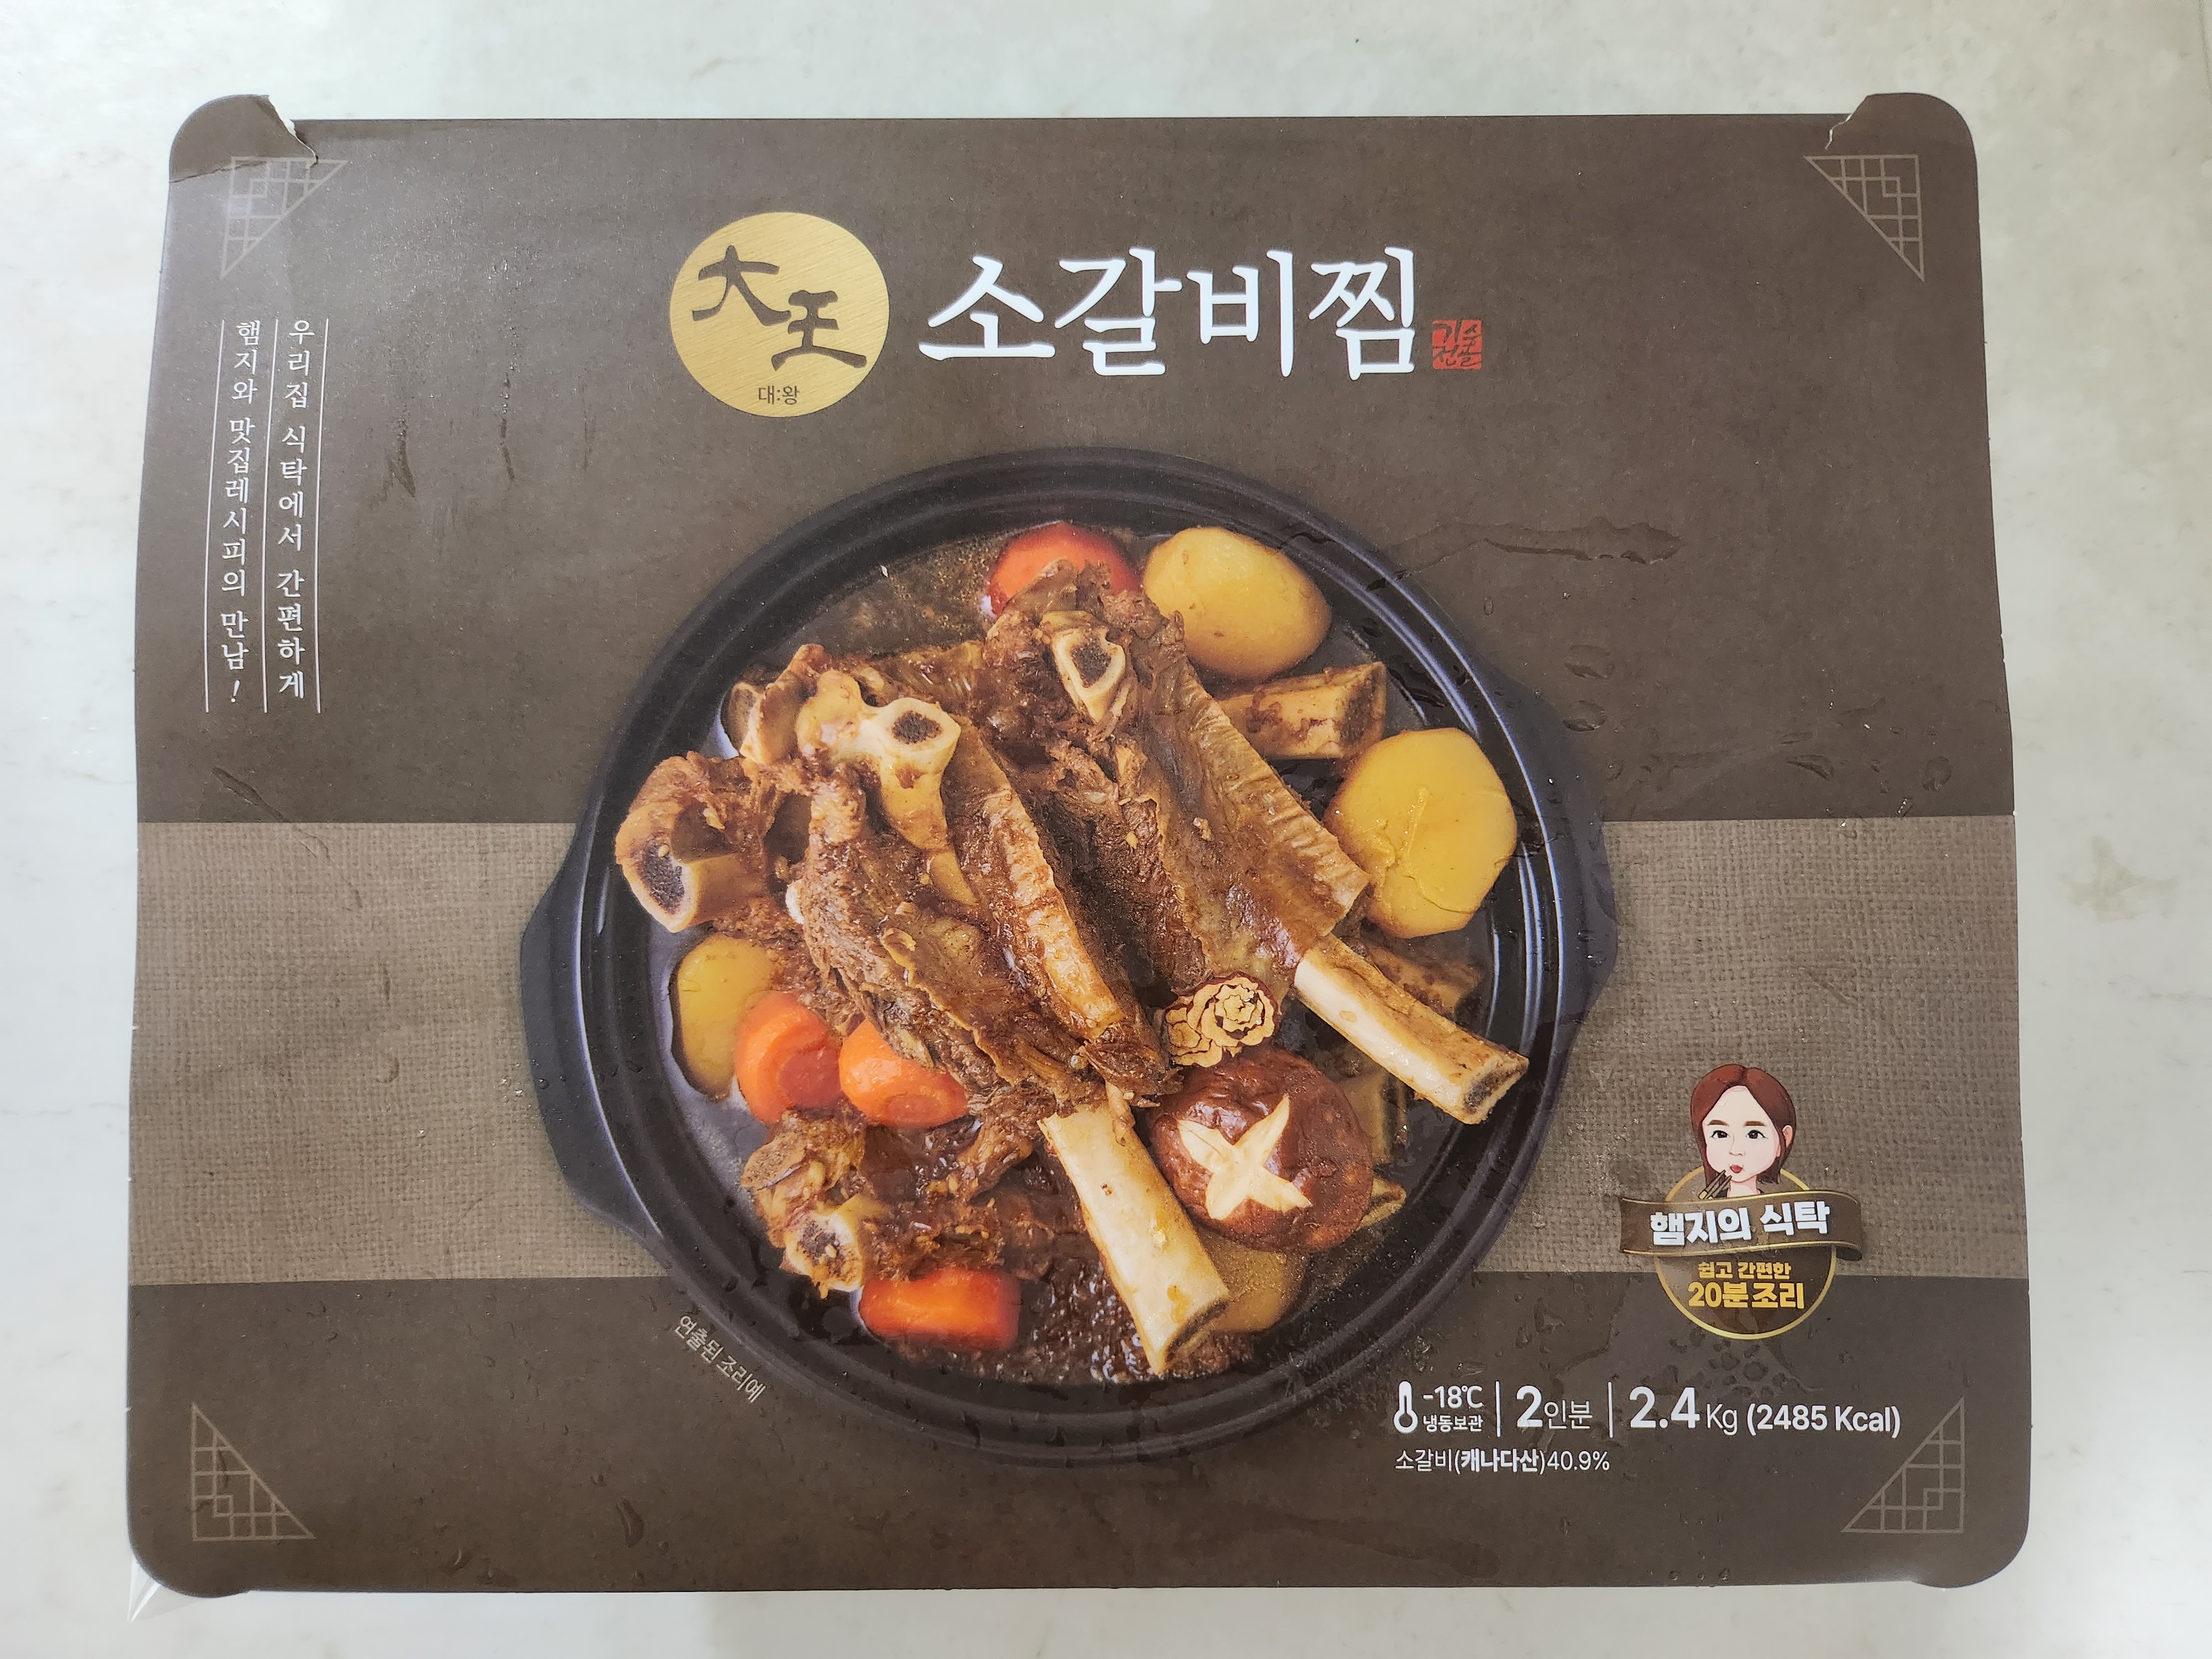 大王
대:왕
소갈비찜
우리집 식탁에서 간편하게
햄지와 맛집레시피의 만남!
햄지의 식탁
쉽고 간편한
20분조리
연출된 조리예
-18℃
냉동보관
2인분
2.4 Kg (2485 Kcal)
소갈비(캐나다산)40.9%